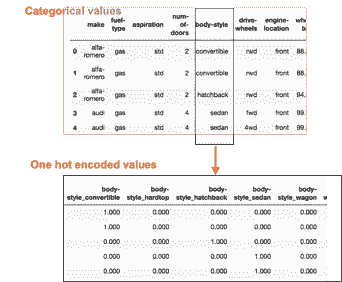 Categorical values
make fuel-type aspiration num-of-doors body-style drive-wheels engine-location
0 alfa-romero gas std 2 convertible rwd front 88.
1 alfa-romero gas std 2 convertible rwd front 88.
2 alfa-romero gas std 2 hatchback rwd front 94.
3 audi gas std 4 sedan fwd front 99.
4 audi gas std 4 sedan 4wd front 99.
One hot encoded values
body-style_convertible body-style_hardtop body-style_hatchback body-style_sedan body-style_wagon
1.000 0.000 0.000 0.000 0.000
1.000 0.000 0.000 0.000 0.000
0.000 0.000 1.000 0.000 0.000
0.000 0.000 0.000 1.000 0.000
0.000 0.000 0.000 1.000 0.000